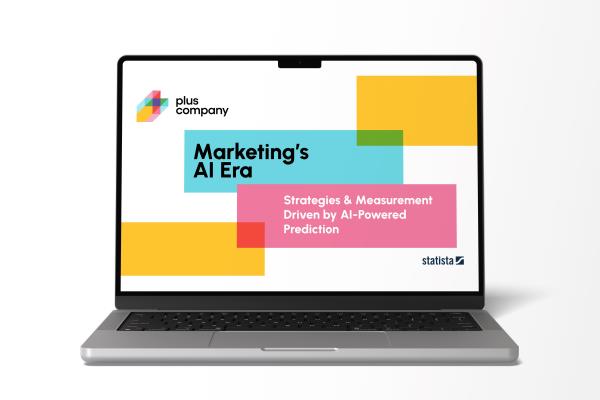 plus
company
Marketing's
AI Era
Strategies & Measurement
Driven by AI-Powered
Prediction
statista